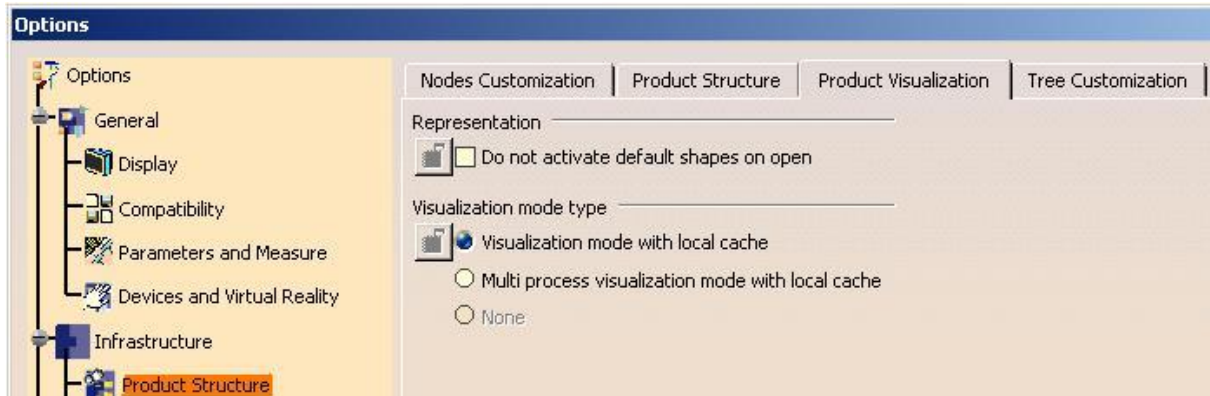 Options
Options
General
Display
Compatibility
Parameters and Measure
Devices and Virtual Reality
Infrastructure
Product Structure
Nodes Customization
Product Structure
Product Visualization
Tree Customization
Representation
Do not activate default shapes on open
Visualization mode type
Visualization mode with local cache
Multi process visualization mode with local cache
None